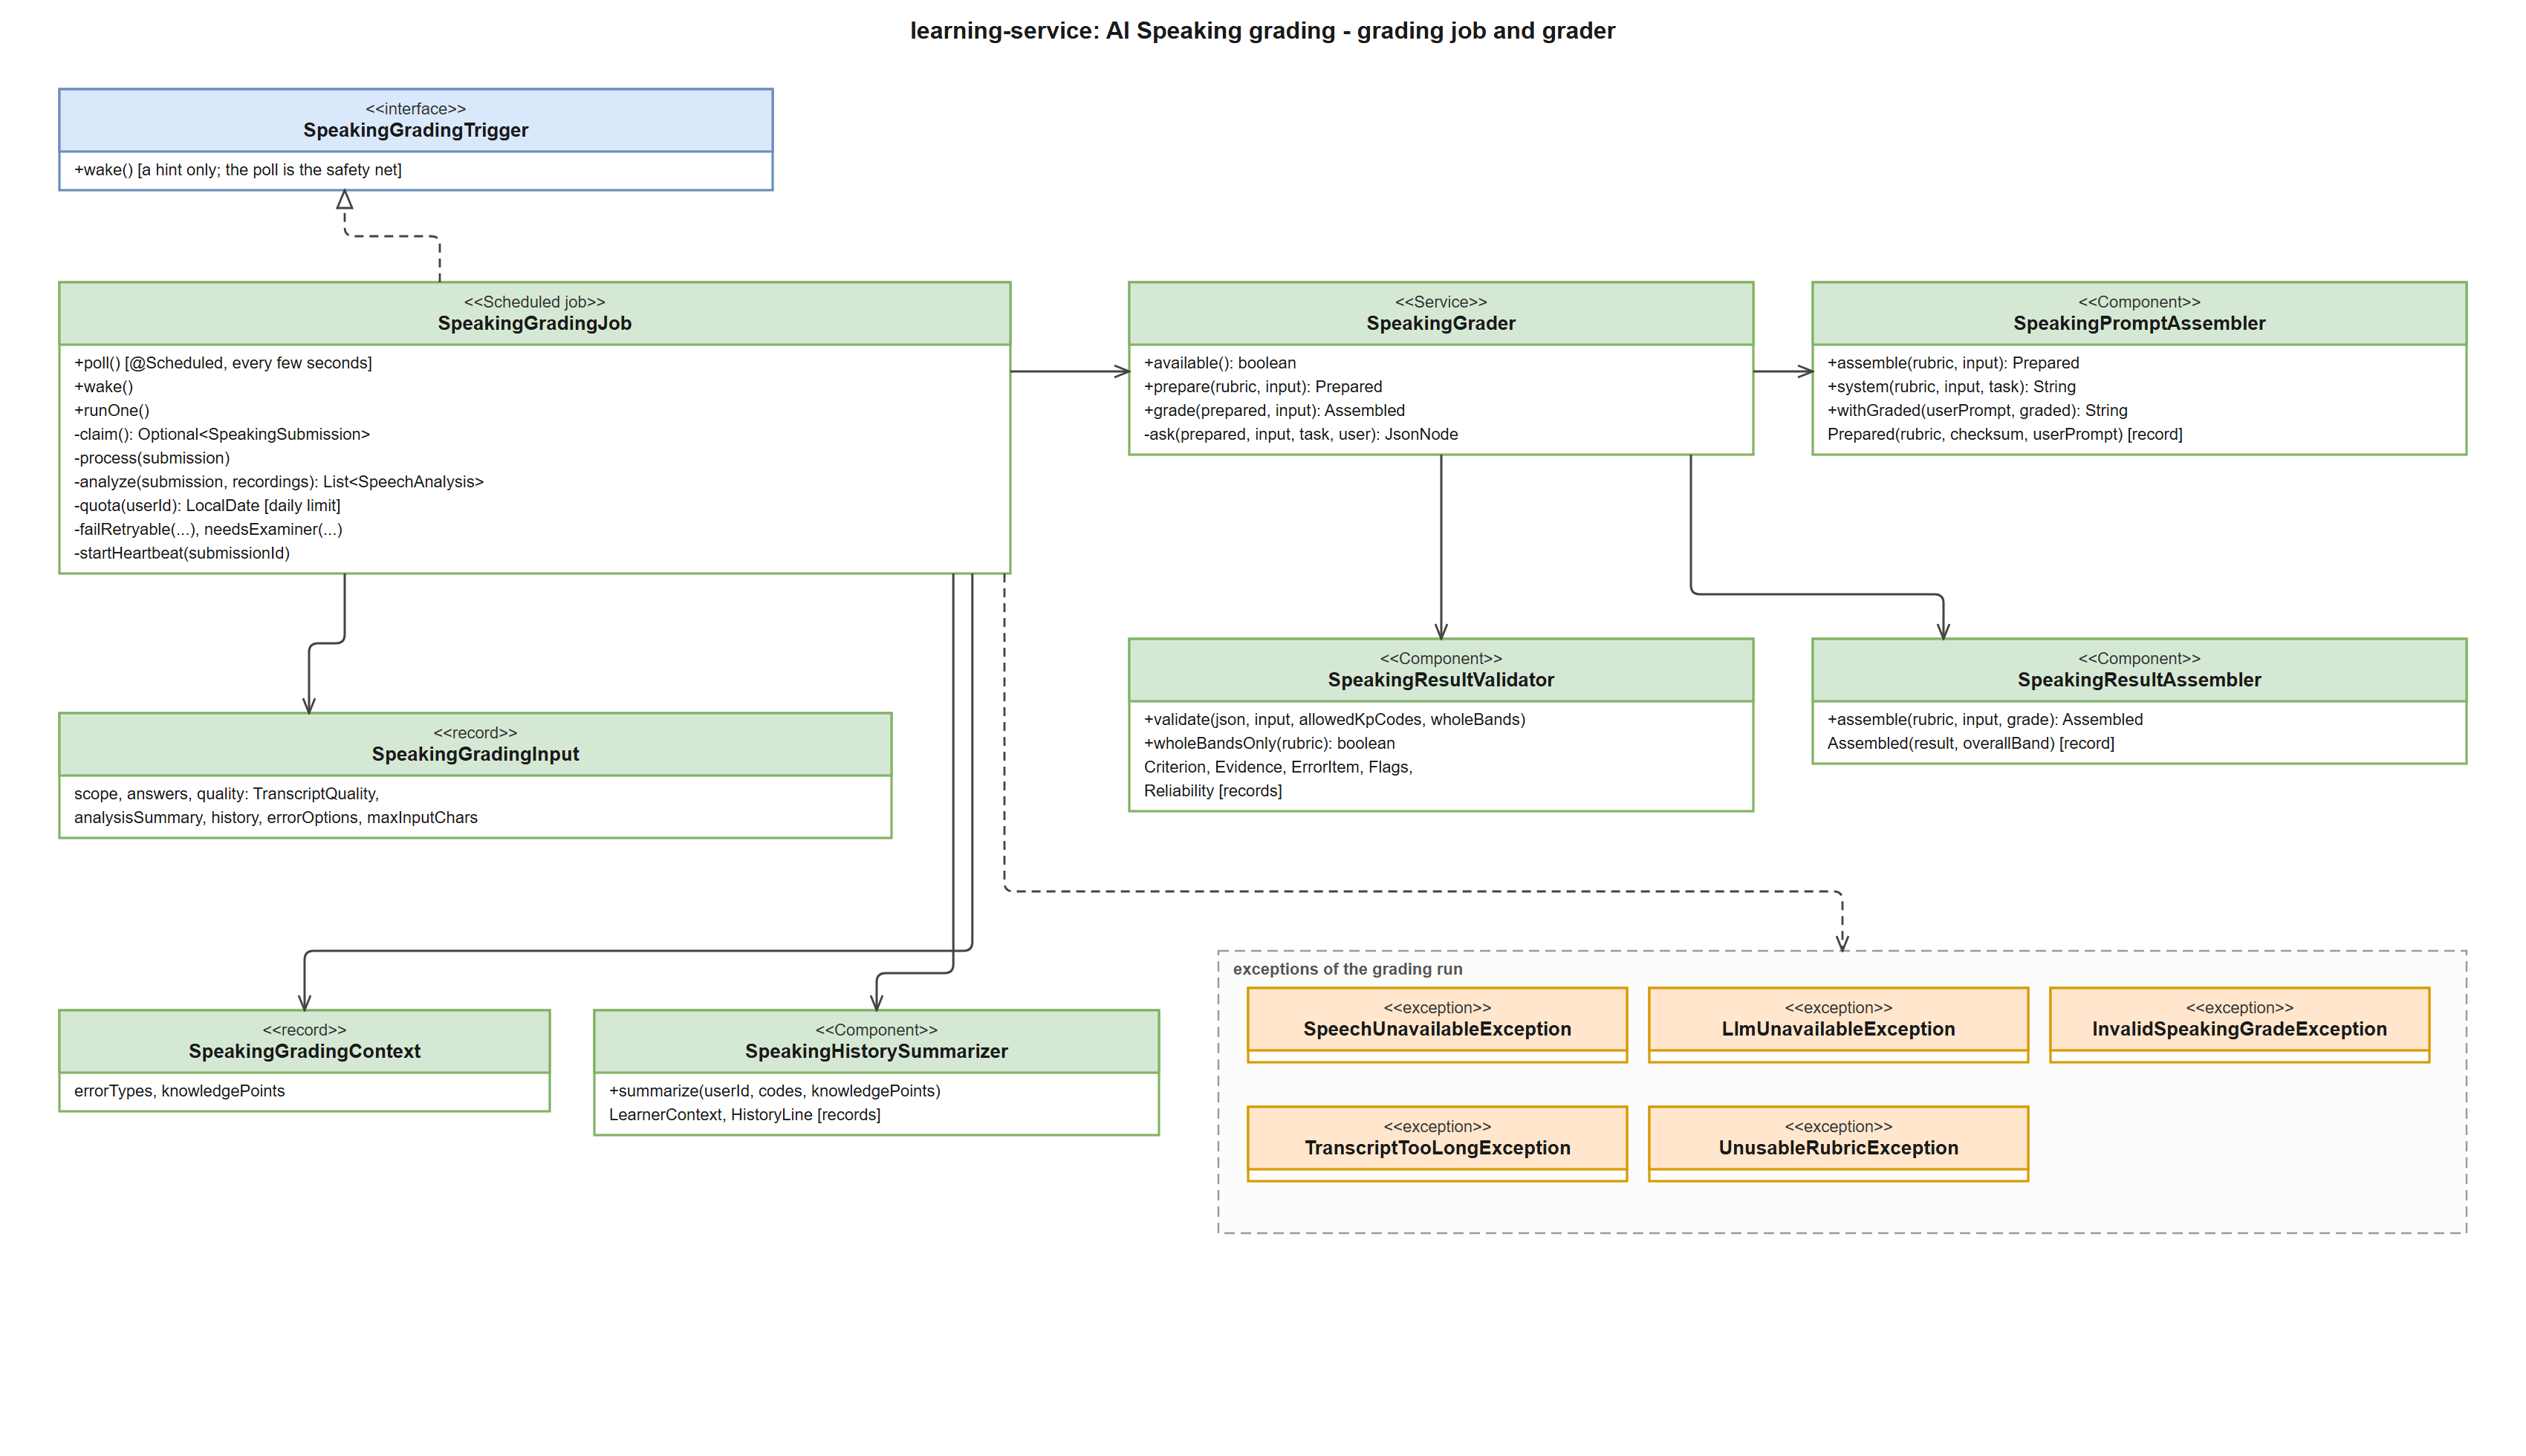 learning-service: AI Speaking grading - grading job and grader
<<interface>>
SpeakingGradingTrigger
+wake() [a hint only; the poll is the safety net]
<<Scheduled job>>
SpeakingGradingJob
+poll() [@Scheduled, every few seconds]
+wake()
+runOne()
-claim(): Optional<SpeakingSubmission>
-process(submission)
-analyze(submission, recordings): List<SpeechAnalysis>
-quota(userId): LocalDate [daily limit]
-failRetryable(...), needsExaminer(...)
-startHeartbeat(submissionId)
<<Service>>
SpeakingGrader
+available(): boolean
+prepare(rubric, input): Prepared
+grade(prepared, input): Assembled
-ask(prepared, input, task, user): JsonNode
<<Component>>
SpeakingPromptAssembler
+assemble(rubric, input): Prepared
+system(rubric, input, task): String
+withGraded(userPrompt, graded): String
Prepared(rubric, checksum, userPrompt) [record]
<<Component>>
SpeakingResultValidator
+validate(json, input, allowedKpCodes, wholeBands)
+wholeBandsOnly(rubric): boolean
Criterion, Evidence, ErrorItem, Flags,
Reliability [records]
<<Component>>
SpeakingResultAssembler
+assemble(rubric, input, grade): Assembled
Assembled(result, overallBand) [record]
<<record>>
SpeakingGradingInput
scope, answers, quality: TranscriptQuality,
analysisSummary, history, errorOptions, maxInputChars
<<record>>
SpeakingGradingContext
errorTypes, knowledgePoints
<<Component>>
SpeakingHistorySummarizer
+summarize(userId, codes, knowledgePoints)
LearnerContext, HistoryLine [records]
exceptions of the grading run
<<exception>>
SpeechUnavailableException
<<exception>>
LlmUnavailableException
<<exception>>
InvalidSpeakingGradeException
<<exception>>
TranscriptTooLongException
<<exception>>
UnusableRubricException